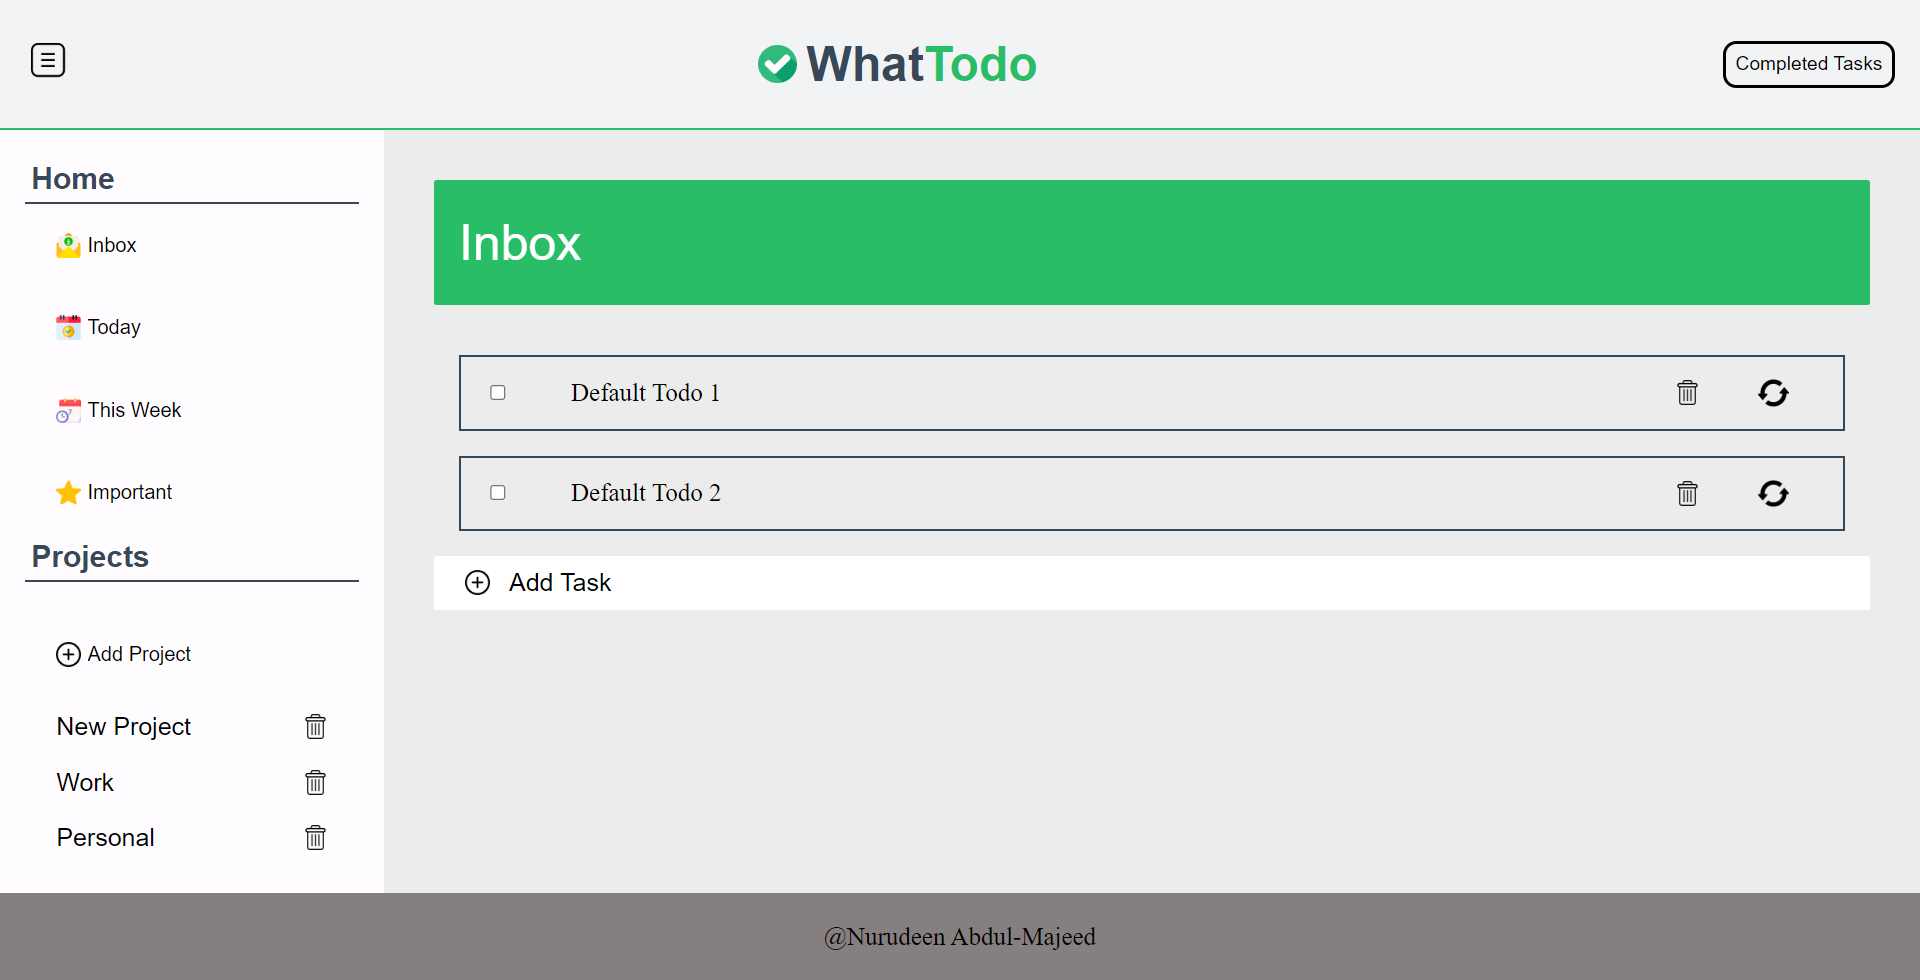 WhatTodo
Completed Tasks
Home
Inbox
Today
This Week
Important
Projects
Add Project
New Project
Work
Personal
Inbox
Default Todo 1
Default Todo 2
Add Task
@Nurudeen Abdul-Majeed